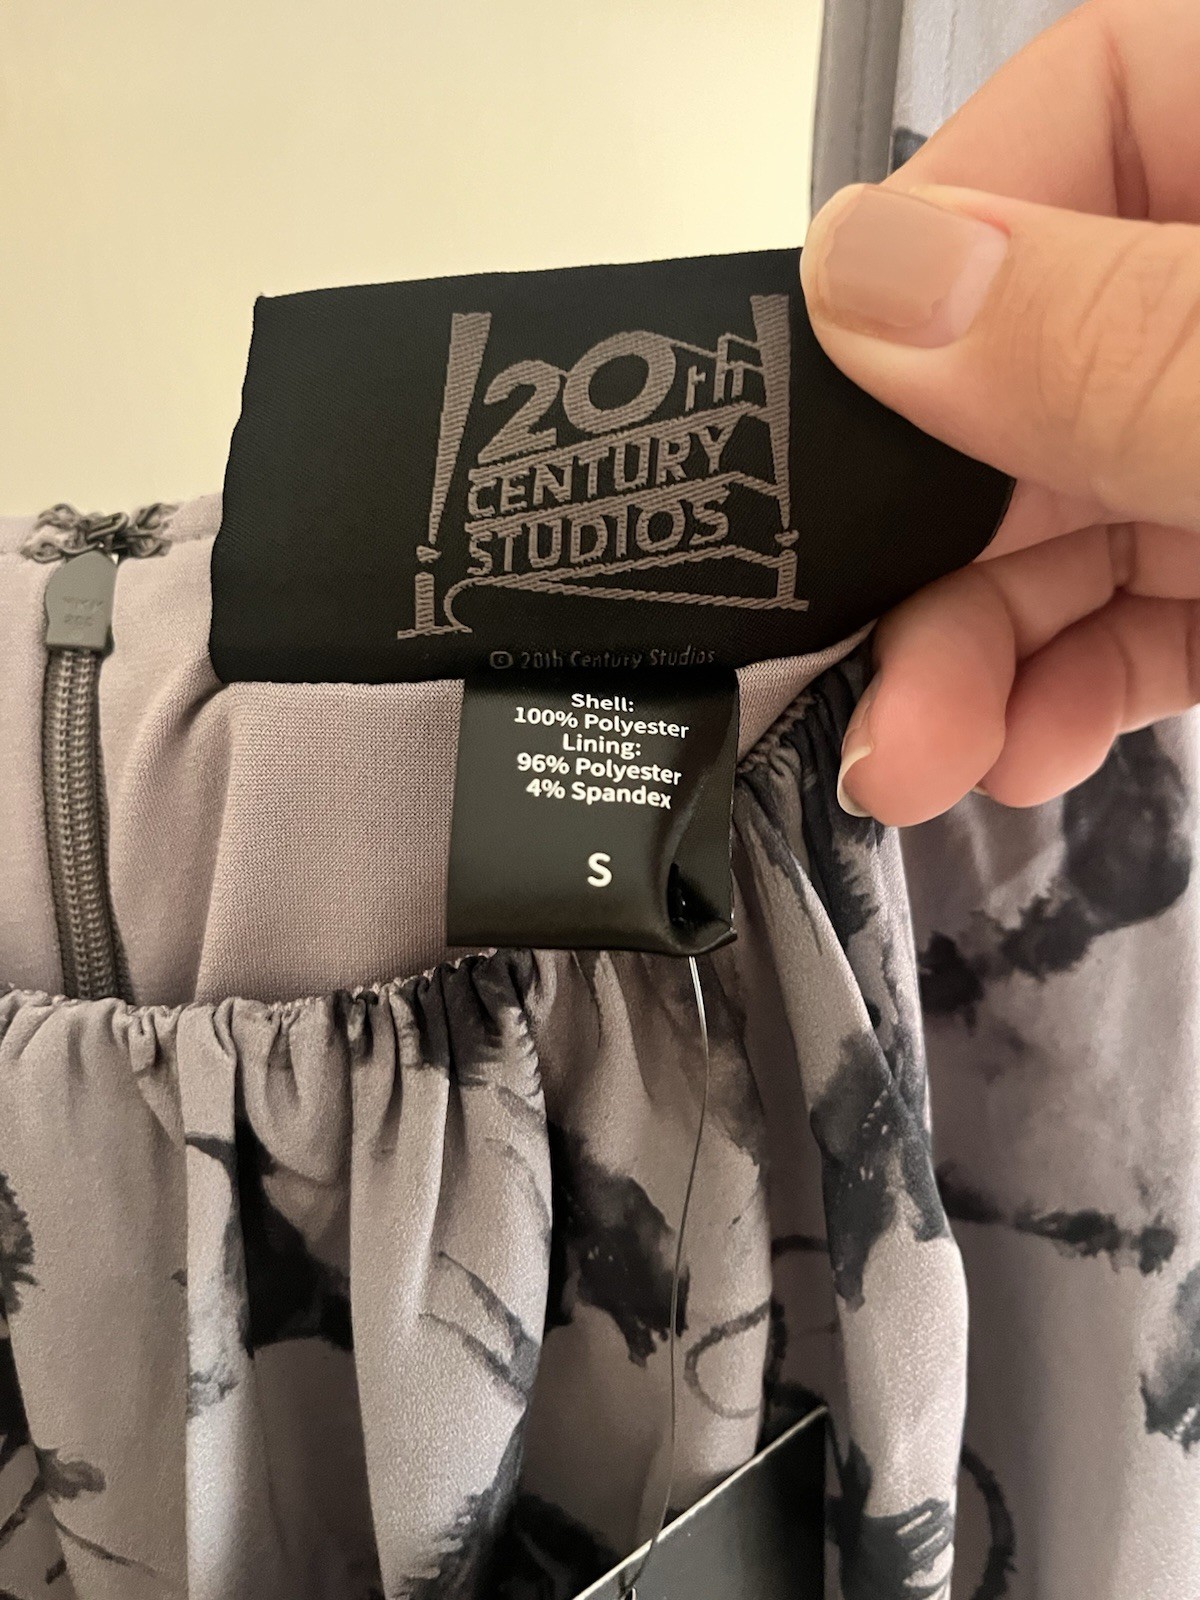 20th
CENTURY
STUDIOS
© 20th Century Studios
Shell:
100% Polyester
Lining:
96% Polyester
4% Spandex
S